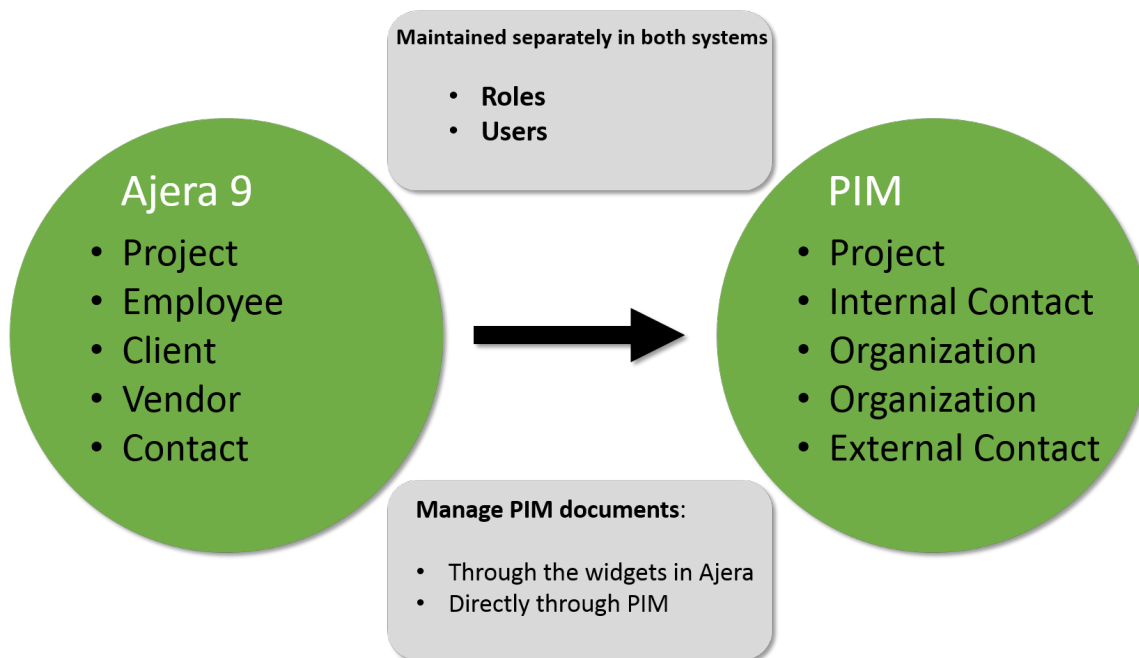 Maintained separately in both systems
• Roles
• Users
Ajera 9
• Project
• Employee
• Client
• Vendor
• Contact
PIM
• Project
• Internal Contact
• Organization
• Organization
• External Contact
Manage PIM documents:
• Through the widgets in Ajera
• Directly through PIM